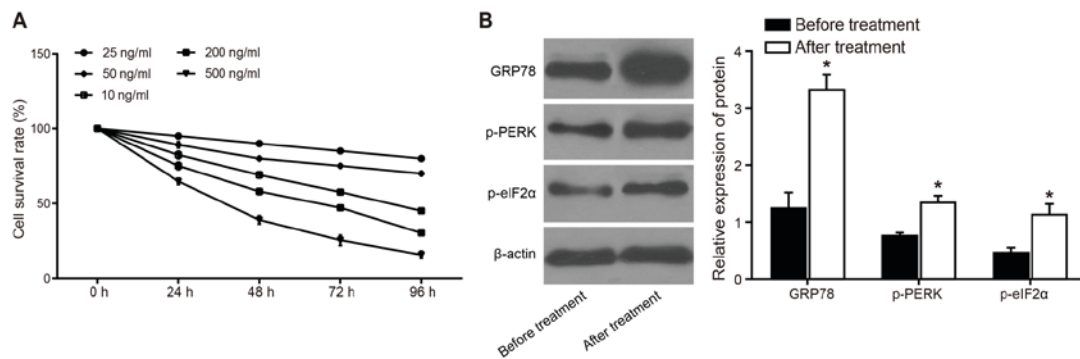 A
150
100
50
0
Cell survival rate (%)
25 ng/ml
50 ng/ml
10 ng/ml
200 ng/ml
500 ng/ml
0 h
24 h
48 h
72 h
96 h
B
GRP78
p-PERK
p-eIF2α
β-actin
Before treatment
After treatment
Before treatment
After treatment
Relative expression of protein
4
3
2
1
0
*
*
*
GRP78
p-PERK
p-eIF2α